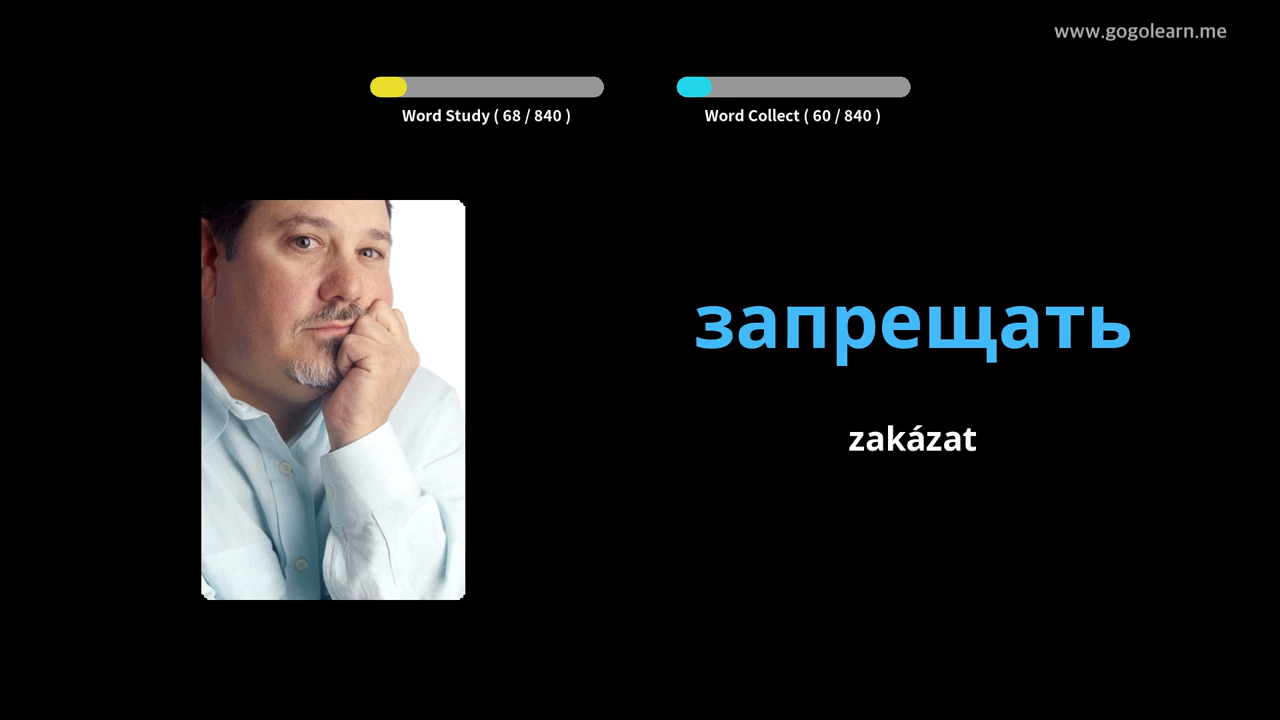 www.gogolearn.me
Word Study ( 68 / 840 )
Word Collect ( 60 / 840 )
запрещать
zakázat